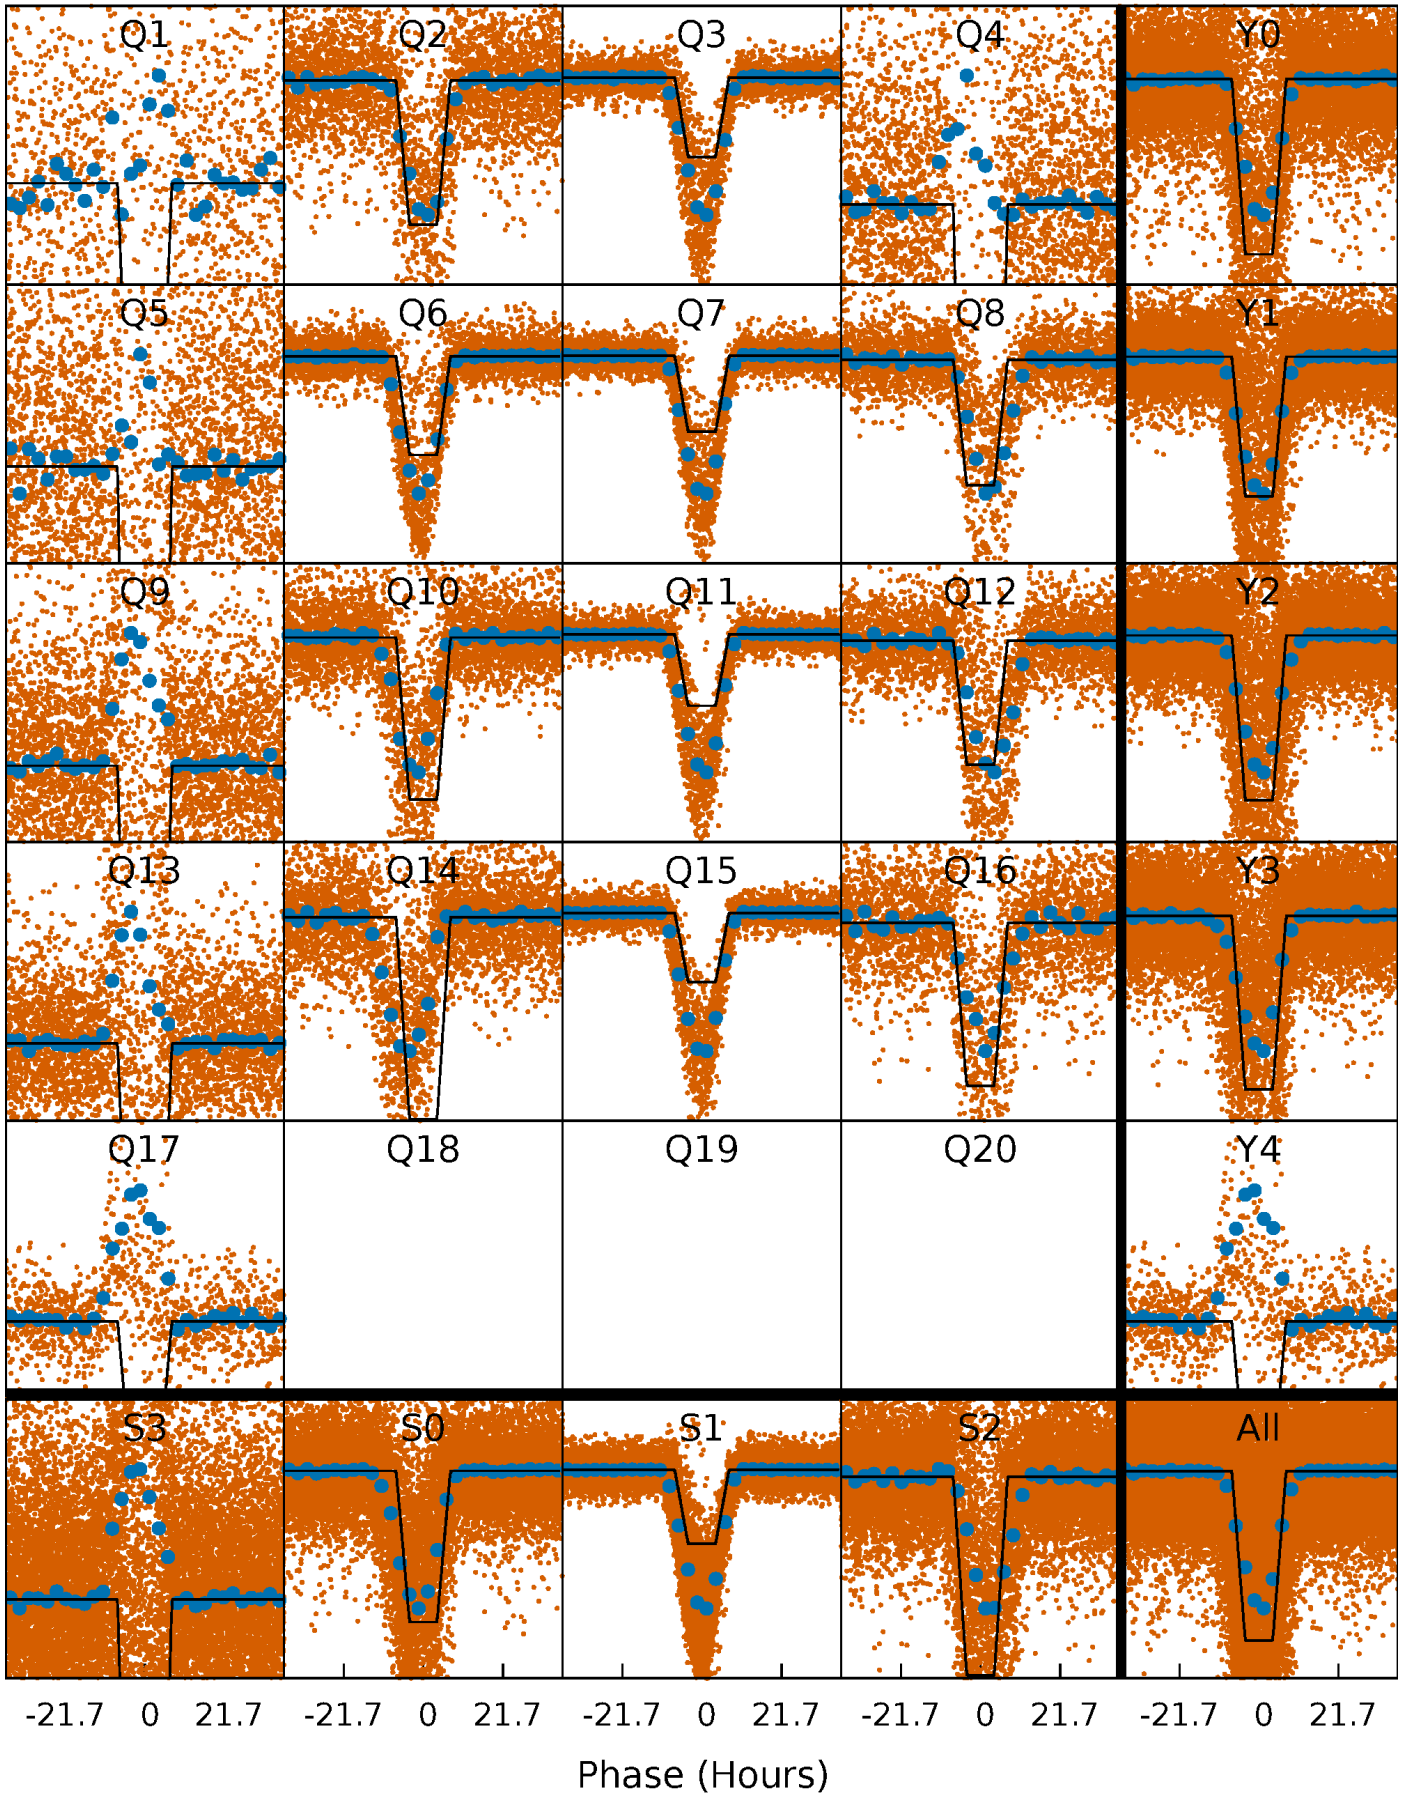 Q1 Q2 Q3 Q4 Y0
Q5 Q6 Q7 Q8 Y1
Q9 Q10 Q11 Q12 Y2
Q13 Q14 Q15 Q16 Y3
Q17 Q18 Q19 Q20 Y4
S3 S0 S1 S2 All
-21.7 0 21.7 -21.7 0 21.7 -21.7 0 21.7 -21.7 0 21.7 -21.7 0 21.7
Phase (Hours)